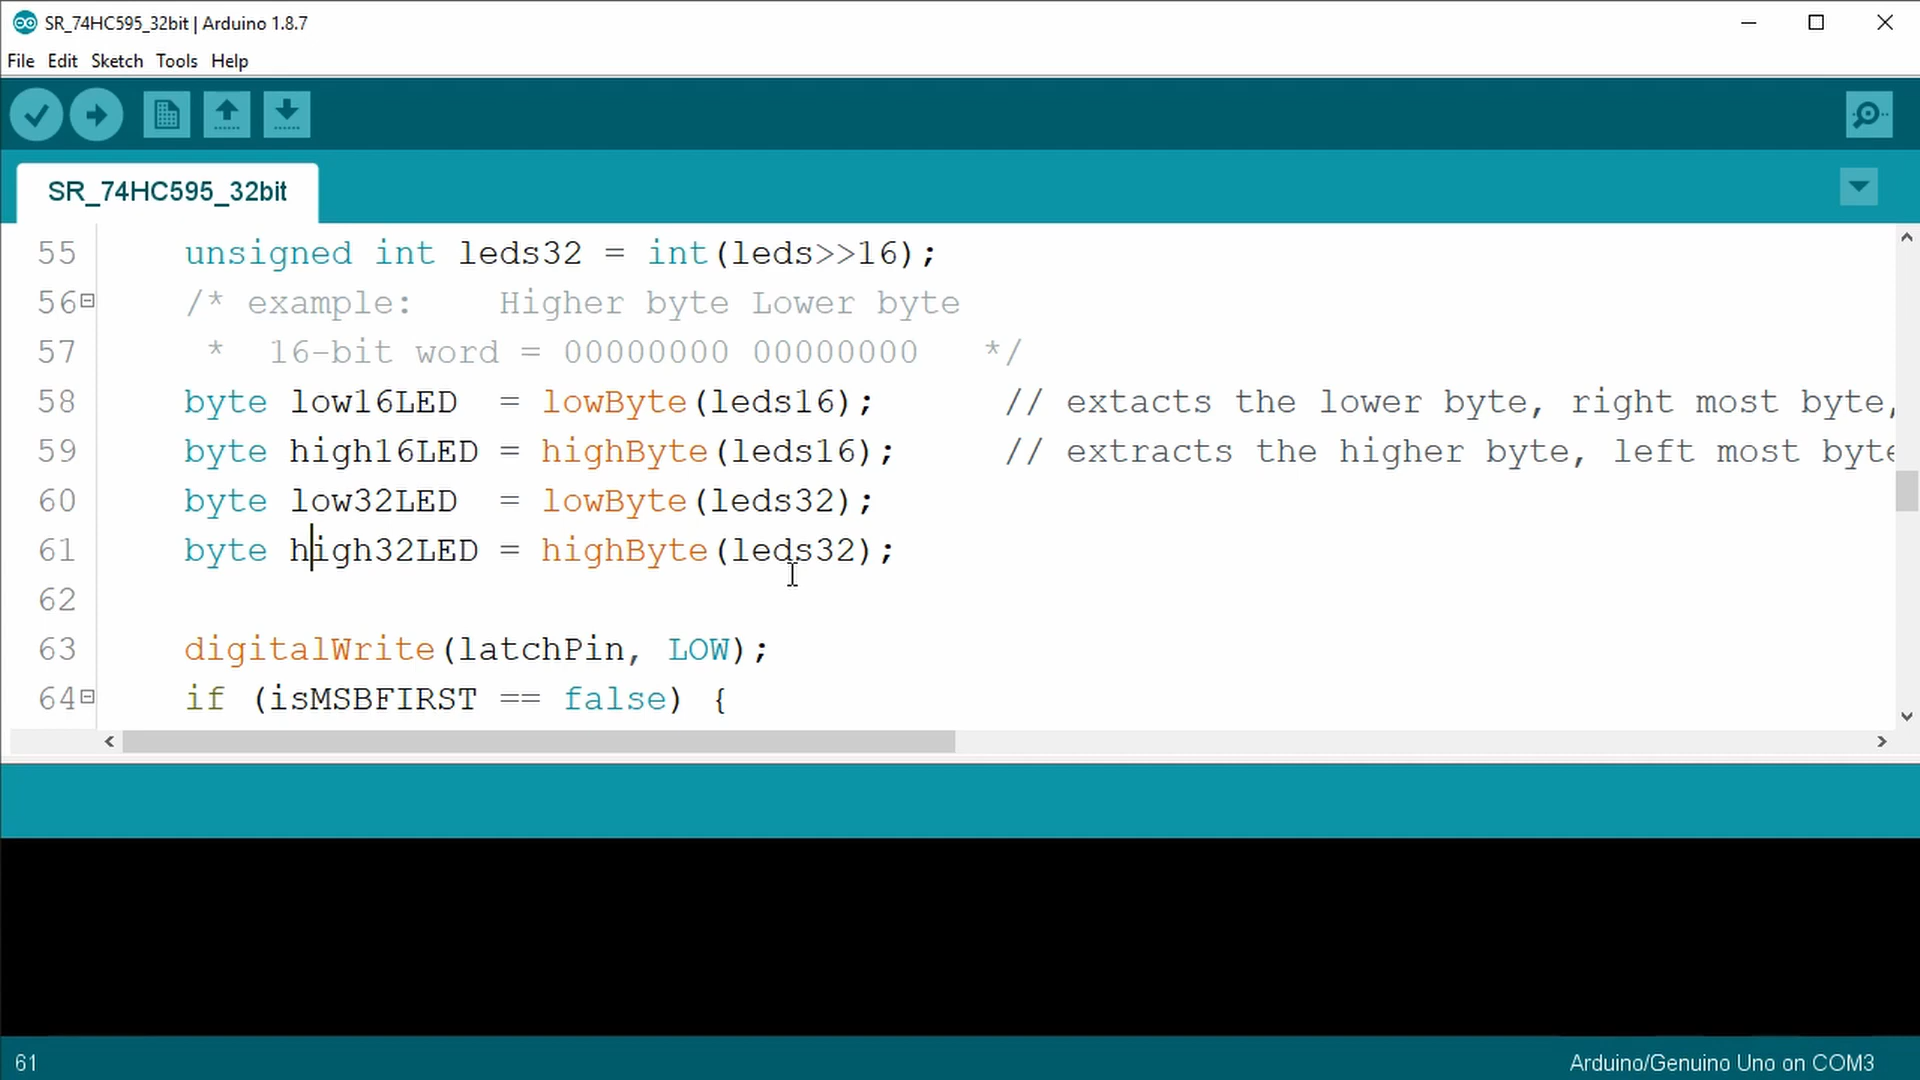 SR_74HC595_32bit | Arduino 1.8.7
File Edit Sketch Tools Help
SR_74HC595_32bit
55 unsigned int leds32 = int(leds>>16);
56 /* example:    Higher byte Lower byte
57 *  16-bit word = 00000000 00000000   */
58 byte low16LED  = lowByte(leds16);      // extacts the lower byte, right most byte,
59 byte high16LED = highByte(leds16);     // extracts the higher byte, left most byte
60 byte low32LED  = lowByte(leds32);
61 byte high32LED = highByte(leds32);
62
63 digitalWrite(latchPin, LOW);
64 if (isMSBFIRST == false) {
61
Arduino/Genuino Uno on COM3